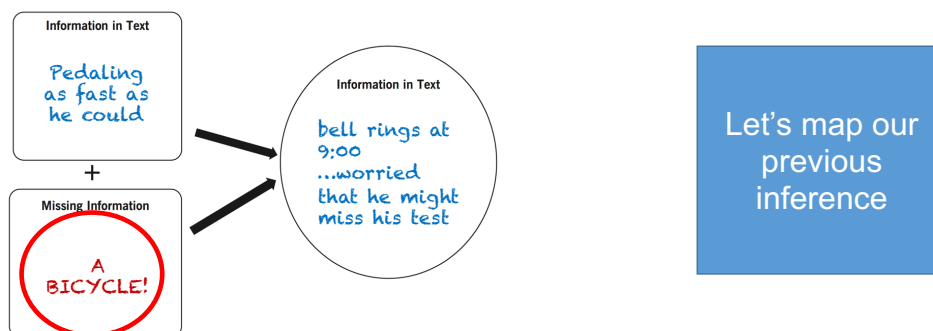 Information in Text
Pedaling
as fast as
he could
+
Missing Information
A
BICYCLE!
Information in Text
bell rings at
9:00
...worried
that he might
miss his test
Let's map our
previous
inference